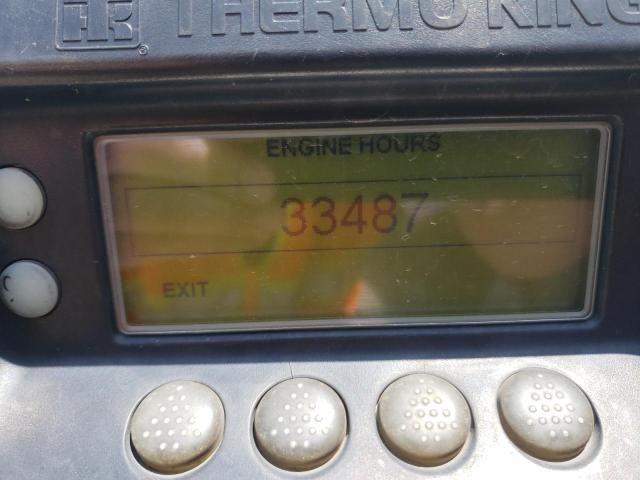 THERMO KING
ENGINE HOURS
33487
EXIT